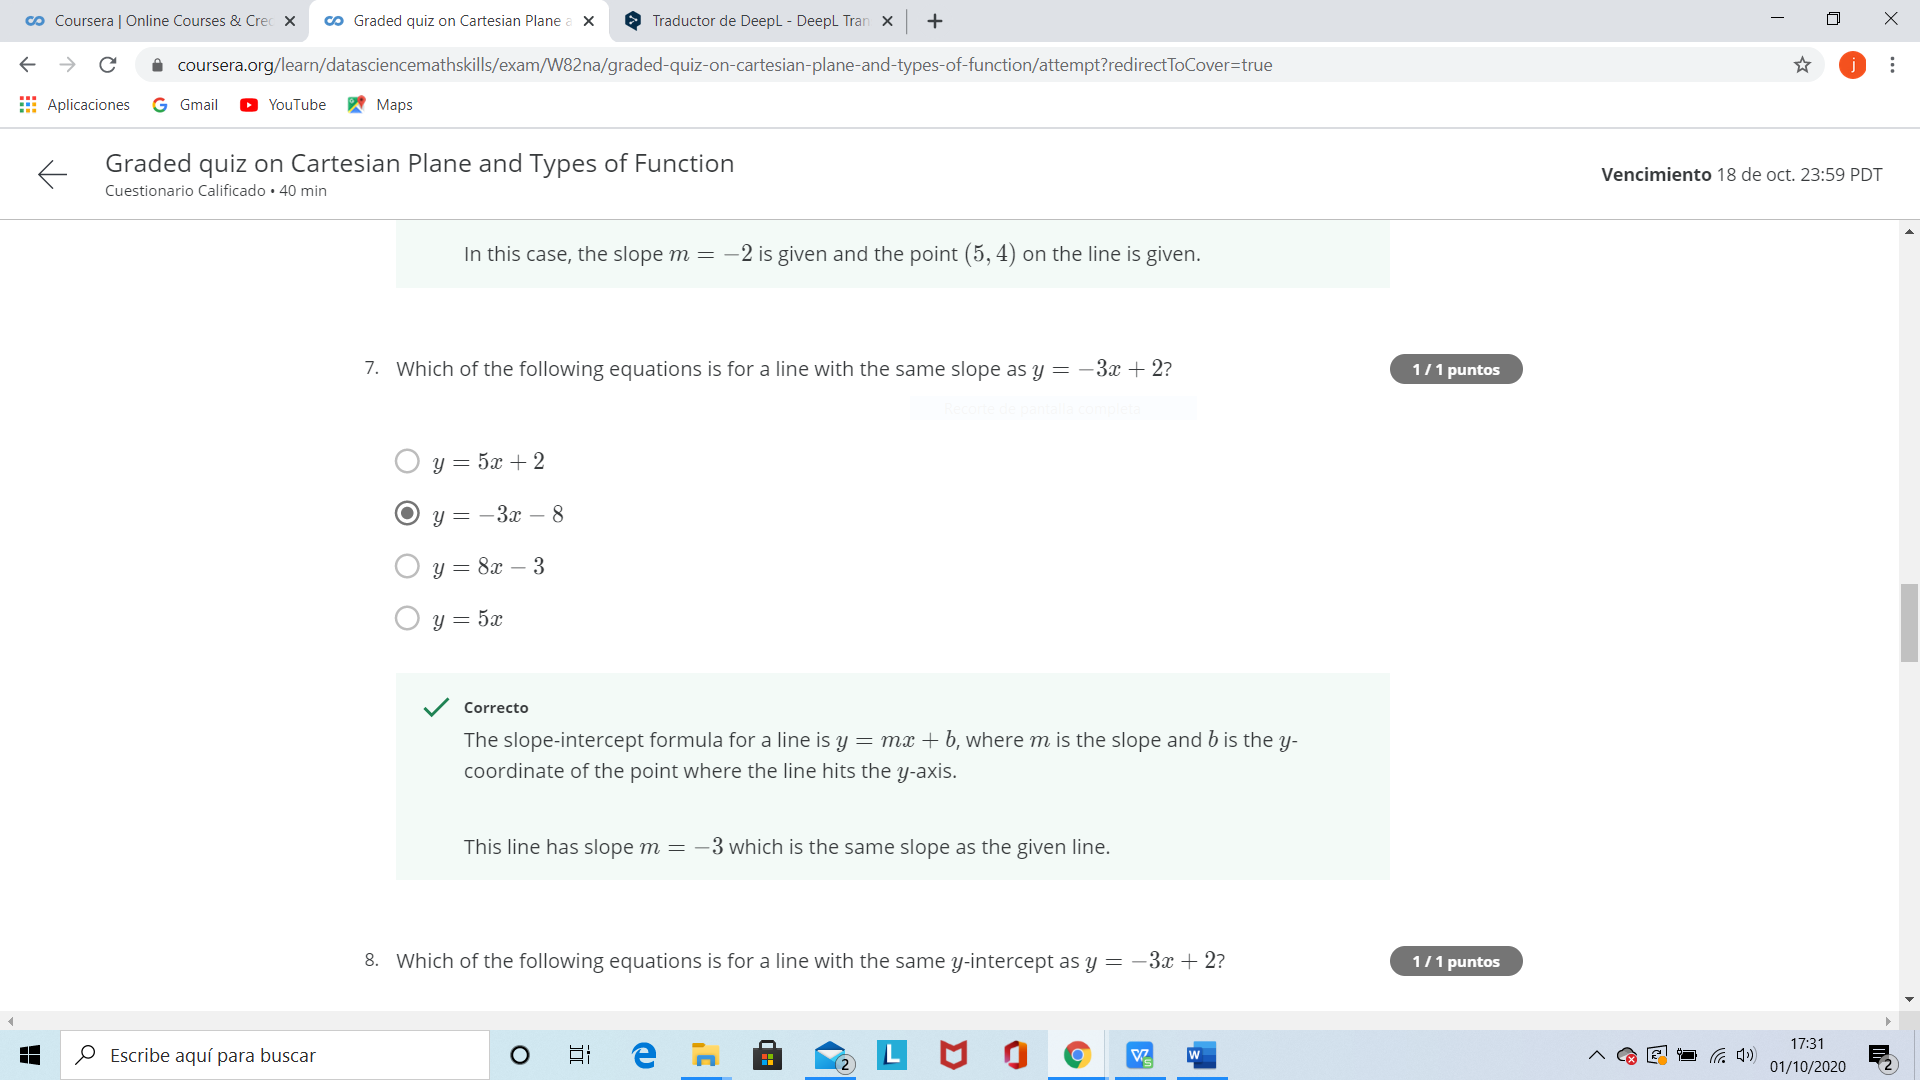 Coursera | Online Courses & Cre
Graded quiz on Cartesian Plane a
Traductor de DeepL - DeepL Tran
coursera.org/learn/datasciencemathskills/exam/W82na/graded-quiz-on-cartesian-plane-and-types-of-function/attempt?redirectToCover=true
j
Aplicaciones
Gmail
YouTube
Maps
Graded quiz on Cartesian Plane and Types of Function
Cuestionario Calificado • 40 min
Vencimiento 18 de oct. 23:59 PDT
In this case, the slope m = −2 is given and the point (5, 4) on the line is given.
7. Which of the following equations is for a line with the same slope as y = −3x + 2?
1 / 1 puntos
Recorte de pantalla completa
y = 5x + 2
y = −3x − 8
y = 8x − 3
y = 5x
Correcto
The slope-intercept formula for a line is y = mx + b, where m is the slope and b is the y-
coordinate of the point where the line hits the y-axis.
This line has slope m = −3 which is the same slope as the given line.
8. Which of the following equations is for a line with the same y-intercept as y = −3x + 2?
1 / 1 puntos
Escribe aquí para buscar
2
L
W
17:31
01/10/2020
2